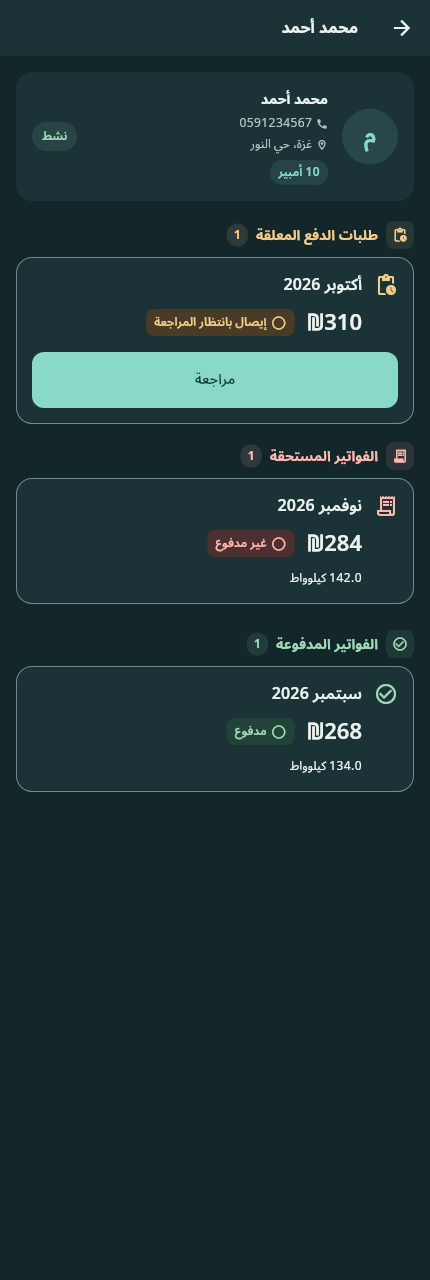 محمد أحمد
م
محمد أحمد
0591234567
غزة، حي النور
10 أمبير
نشط
طلبات الدفع المعلقة 1
أكتوبر 2026
₪310 إيصال بانتظار المراجعة
مراجعة
الفواتير المستحقة 1
نوفمبر 2026
₪284 غير مدفوع
142.0 كيلوواط
الفواتير المدفوعة 1
سبتمبر 2026
₪268 مدفوع
134.0 كيلوواط